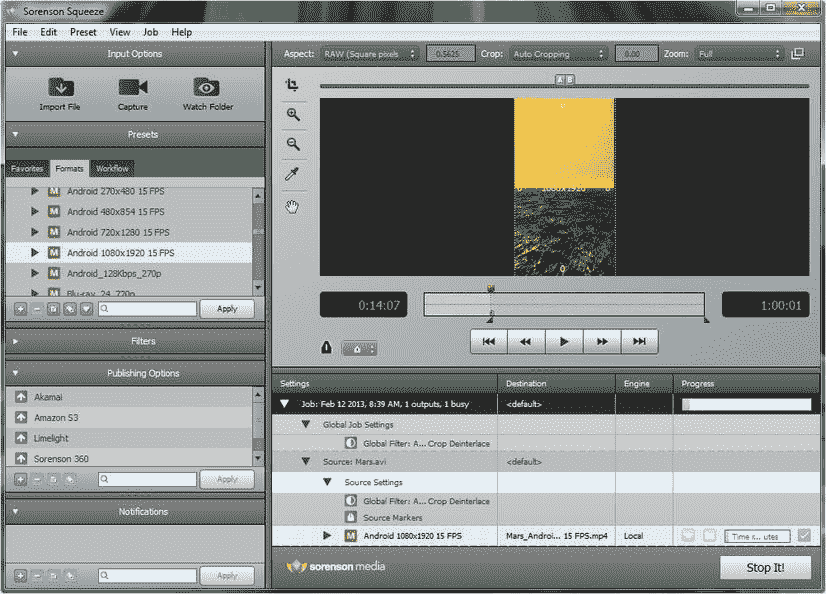 Sorenson Squeeze
File Edit Preset View Job Help
Input Options
Import File Capture Watch Folder
Presets
Favorites Formats Workflow
Android 270x480 15 FPS
Android 480x854 15 FPS
Android 720x1280 15 FPS
Android 1080x1920 15 FPS
Android_128Kbps_270p
Blu-ray_24_720p
Apply
Filters
Publishing Options
Akamai
Amazon S3
Limelight
Sorenson 360
Apply
Notifications
Apply
Aspect: RAW (Square pixels 0.5625 Crop: Auto Cropping 0.00 Zoom: Full
A B
0 1080x1920 0
0
0:14:07
1:00:01
Settings Destination Engine Progress
Job: Feb 12 2013, 8:39 AM, 1 outputs, 1 busy <default>
Global Job Settings
Global Filter: A... Crop Deinterlace
Source: Mars.avi <default>
Source Settings
Global Filter: A... Crop Deinterlace
Source Markers
Android 1080x1920 15 FPS Mars_Androi... 15 FPS.mp4 Local Time r...utes
sorenson media
Stop It!